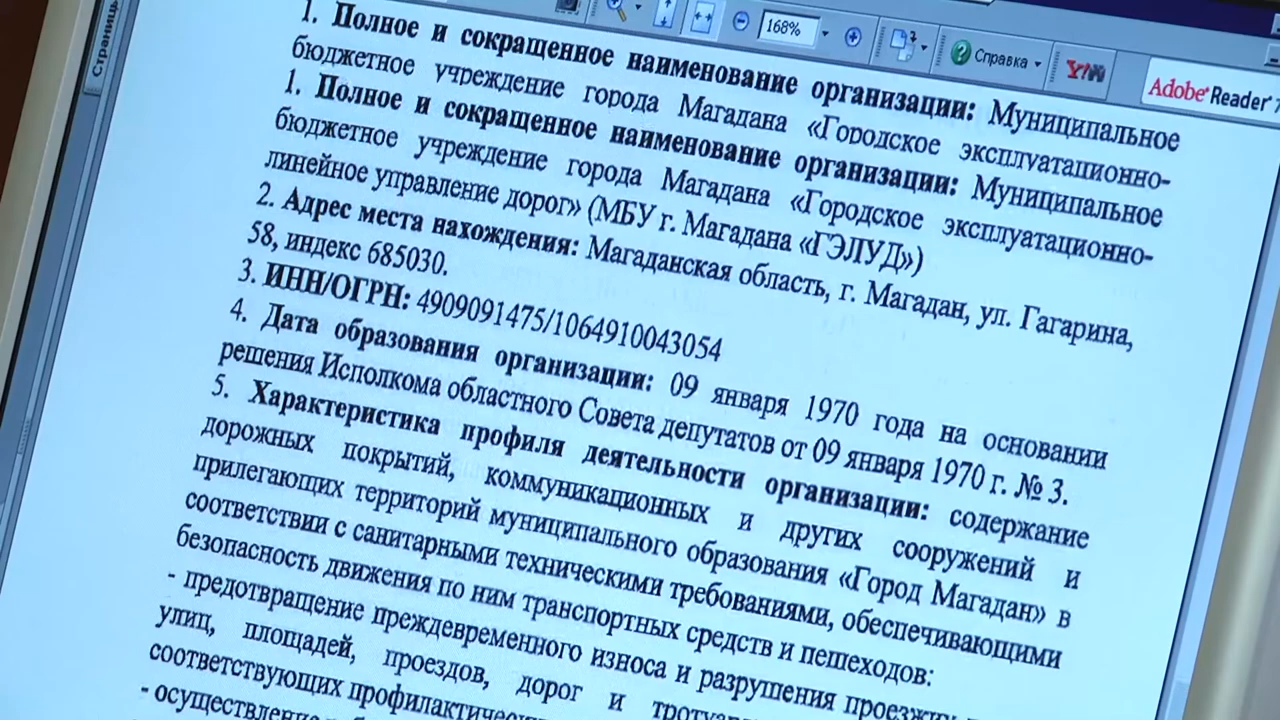 Страницы
168%
Справка
Y!
Adobe Reader 7
1. Полное и сокращенное наименование организации: Муниципальное
бюджетное учреждение города Магадана «Городское эксплуатационно-
1. Полное и сокращенное наименование организации: Муниципальное
бюджетное учреждение города Магадана «Городское эксплуатационно-
линейное управление дорог» (МБУ г. Магадана «ГЭЛУД»)
2. Адрес места нахождения: Магаданская область, г. Магадан, ул. Гагарина,
58, индекс 685030.
3. ИНН/ОГРН: 4909091475/1064910043054
4. Дата образования организации: 09 января 1970 года на основании
решения Исполкома областного Совета депутатов от 09 января 1970 г. № 3.
5. Характеристика профиля деятельности организации: содержание
дорожных покрытий, коммуникационных и других сооружений и
прилегающих территорий муниципального образования «Город Магадан» в
соответствии с санитарными техническими требованиями, обеспечивающими
безопасность движения по ним транспортных средств и пешеходов:
- предотвращение преждевременного износа и разрушения
улиц, площадей, проездов, дорог и
соответствующих
- осуществление